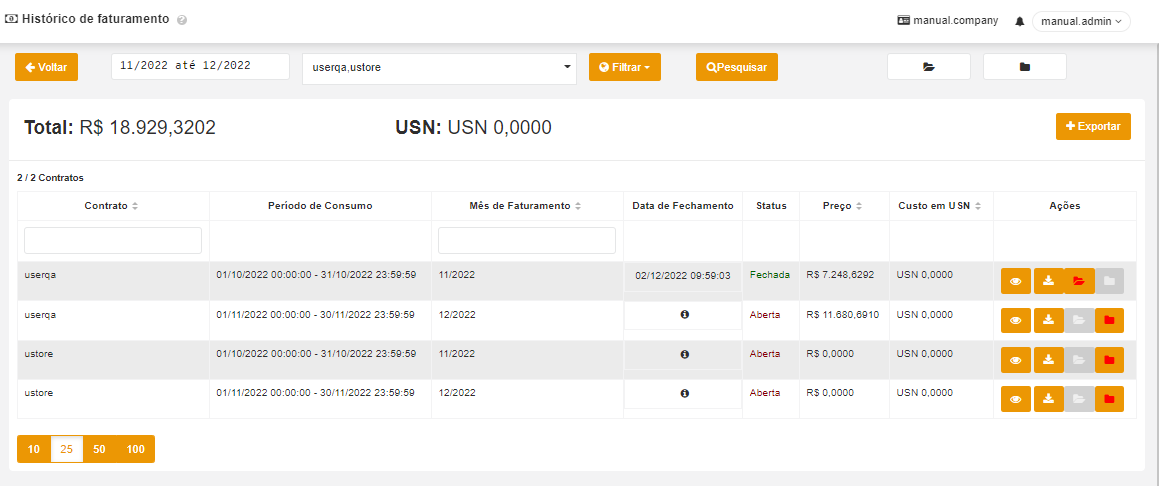 Histórico de faturamento
manual.company manual.admin
Voltar 11/2022 até 12/2022 userqa,ustore Filtrar Pesquisar
Total: R$ 18.929,3202 USN: USN 0,0000 Exportar
2 / 2 Contratos
Contrato Período de Consumo Mês de Faturamento Data de Fechamento Status Preço Custo em USN Ações
userqa 01/10/2022 00:00:00 - 31/10/2022 23:59:59 11/2022 02/12/2022 09:59:03 Fechada R$ 7.248,6292 USN 0,0000
userqa 01/11/2022 00:00:00 - 30/11/2022 23:59:59 12/2022 Aberta R$ 11.680,6910 USN 0,0000
ustore 01/10/2022 00:00:00 - 31/10/2022 23:59:59 11/2022 Aberta R$ 0,0000 USN 0,0000
ustore 01/11/2022 00:00:00 - 30/11/2022 23:59:59 12/2022 Aberta R$ 0,0000 USN 0,0000
10 25 50 100